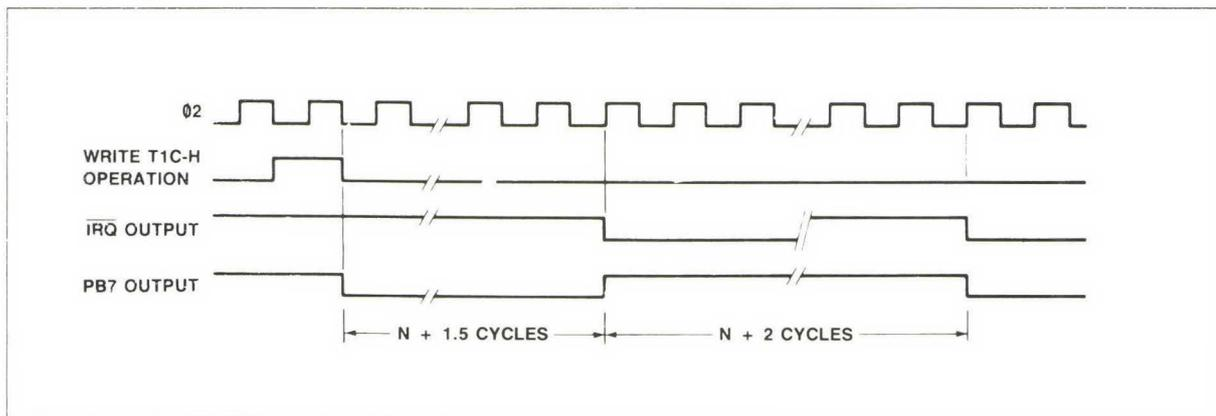 Ø2
WRITE T1C-H
OPERATION
IRQ OUTPUT
PB7 OUTPUT
N + 1.5 CYCLES
N + 2 CYCLES